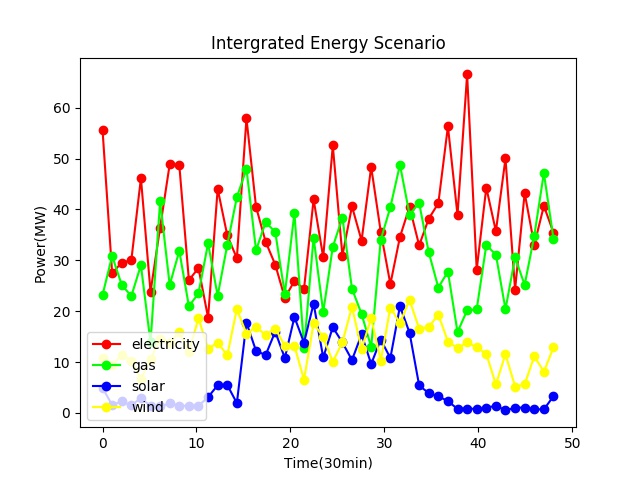 Intergrated Energy Scenario
Power(MW)
60
50
40
30
20
10
0
electricity
gas
solar
wind
0 10 20 30 40 50
Time(30min)